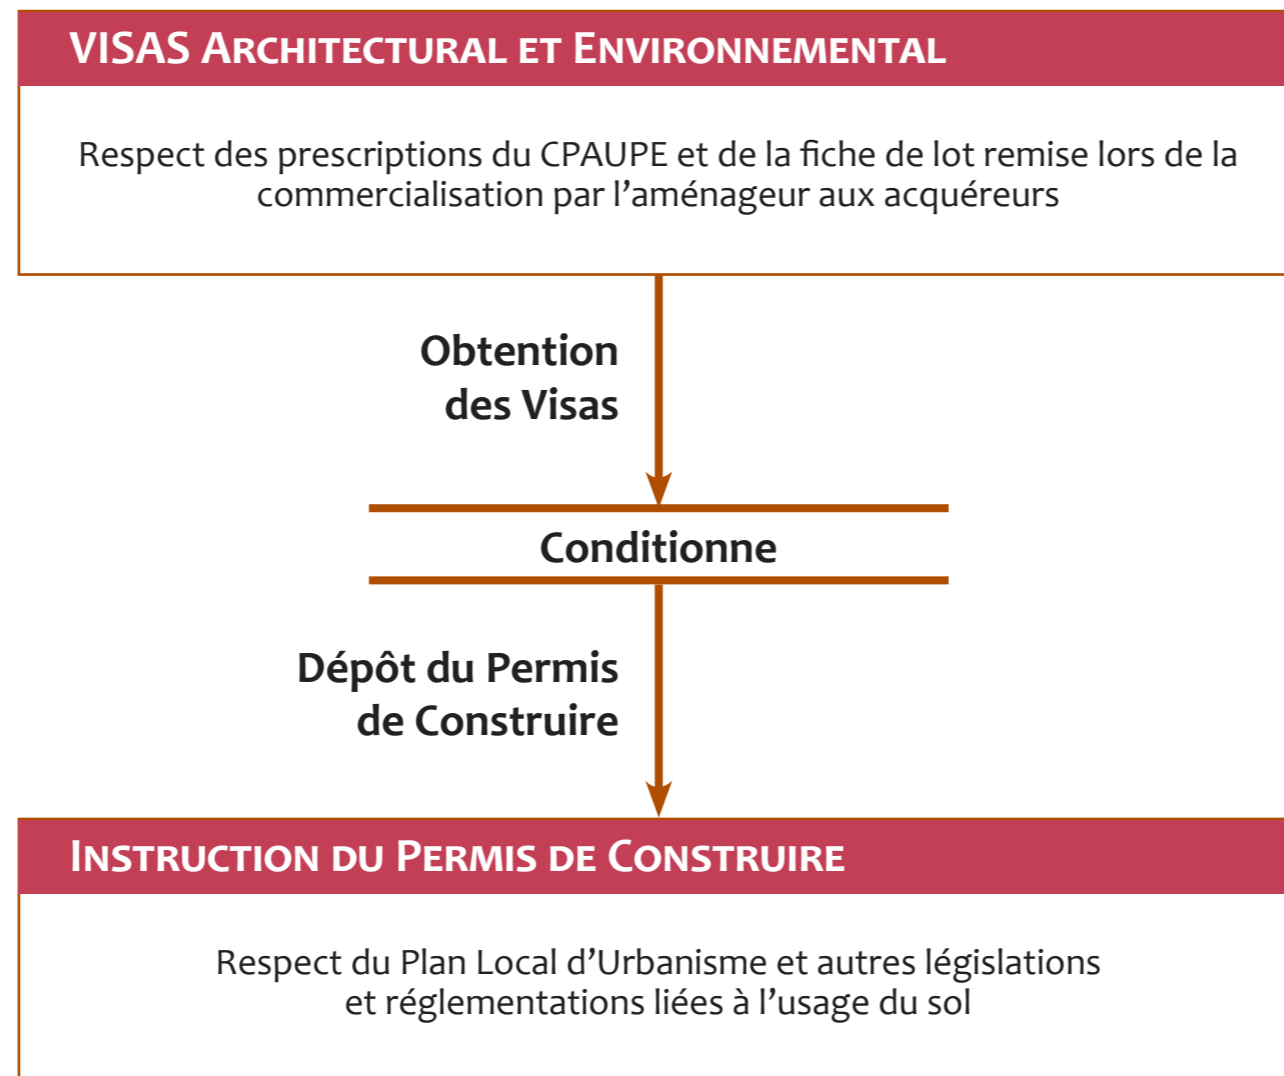 VISAS Architectural et Environnemental
Respect des prescriptions du CPAUPE et de la fiche de lot remise lors de la
commercialisation par l’aménageur aux acquéreurs
Obtention
des Visas
Conditionne
Dépôt du Permis
de Construire
Instruction du Permis de Construire
Respect du Plan Local d’Urbanisme et autres législations
et réglementations liées à l’usage du sol